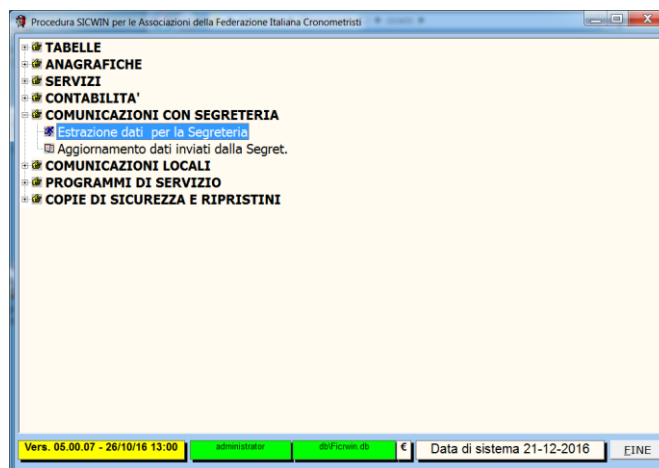 Procedura SICWIN per le Associazioni della Federazione Italiana Cronometristi
TABELLE
ANAGRAFICHE
SERVIZI
CONTABILITA'
COMUNICAZIONI CON SEGRETERIA
Estrazione dati per la Segreteria
Aggiornamento dati inviati dalla Segret.
COMUNICAZIONI LOCALI
PROGRAMMI DI SERVIZIO
COPIE DI SICUREZZA E RIPRISTINI
Vers. 05.00.07 - 26/10/16 13:00 administrator db\Ficrwin.db € Data di sistema 21-12-2016 FINE